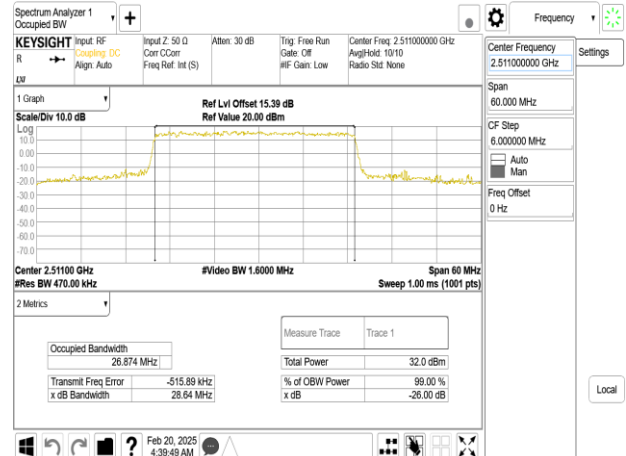 Spectrum Analyzer 1
Occupied BW
Frequency
KEYSIGHT
R
LXI
Input: RF
Coupling: DC
Align: Auto
Input Z: 50 Ω
Corr CCorr
Freq Ref: Int (S)
Atten: 30 dB
Trig: Free Run
Gate: Off
#IF Gain: Low
Center Freq: 2.511000000 GHz
Avg|Hold: 10/10
Radio Std: None
Center Frequency
2.511000000 GHz
Settings
Span
60.000 MHz
CF Step
6.000000 MHz
Auto
Man
Freq Offset
0 Hz
Local
1 Graph
Scale/Div 10.0 dB
Ref Lvl Offset 15.39 dB
Ref Value 20.00 dBm
Log
10.0
0.00
-10.0
-20.0
-30.0
-40.0
-50.0
-60.0
-70.0
Center 2.51100 GHz
#Video BW 1.6000 MHz
Span 60 MHz
#Res BW 470.00 kHz
Sweep 1.00 ms (1001 pts)
2 Metrics
Measure Trace
Trace 1
Occupied Bandwidth
26.874 MHz
Total Power
32.0 dBm
Transmit Freq Error
-515.89 kHz
% of OBW Power
99.00 %
x dB Bandwidth
28.64 MHz
x dB
-26.00 dB
Feb 20, 2025
4:39:49 AM